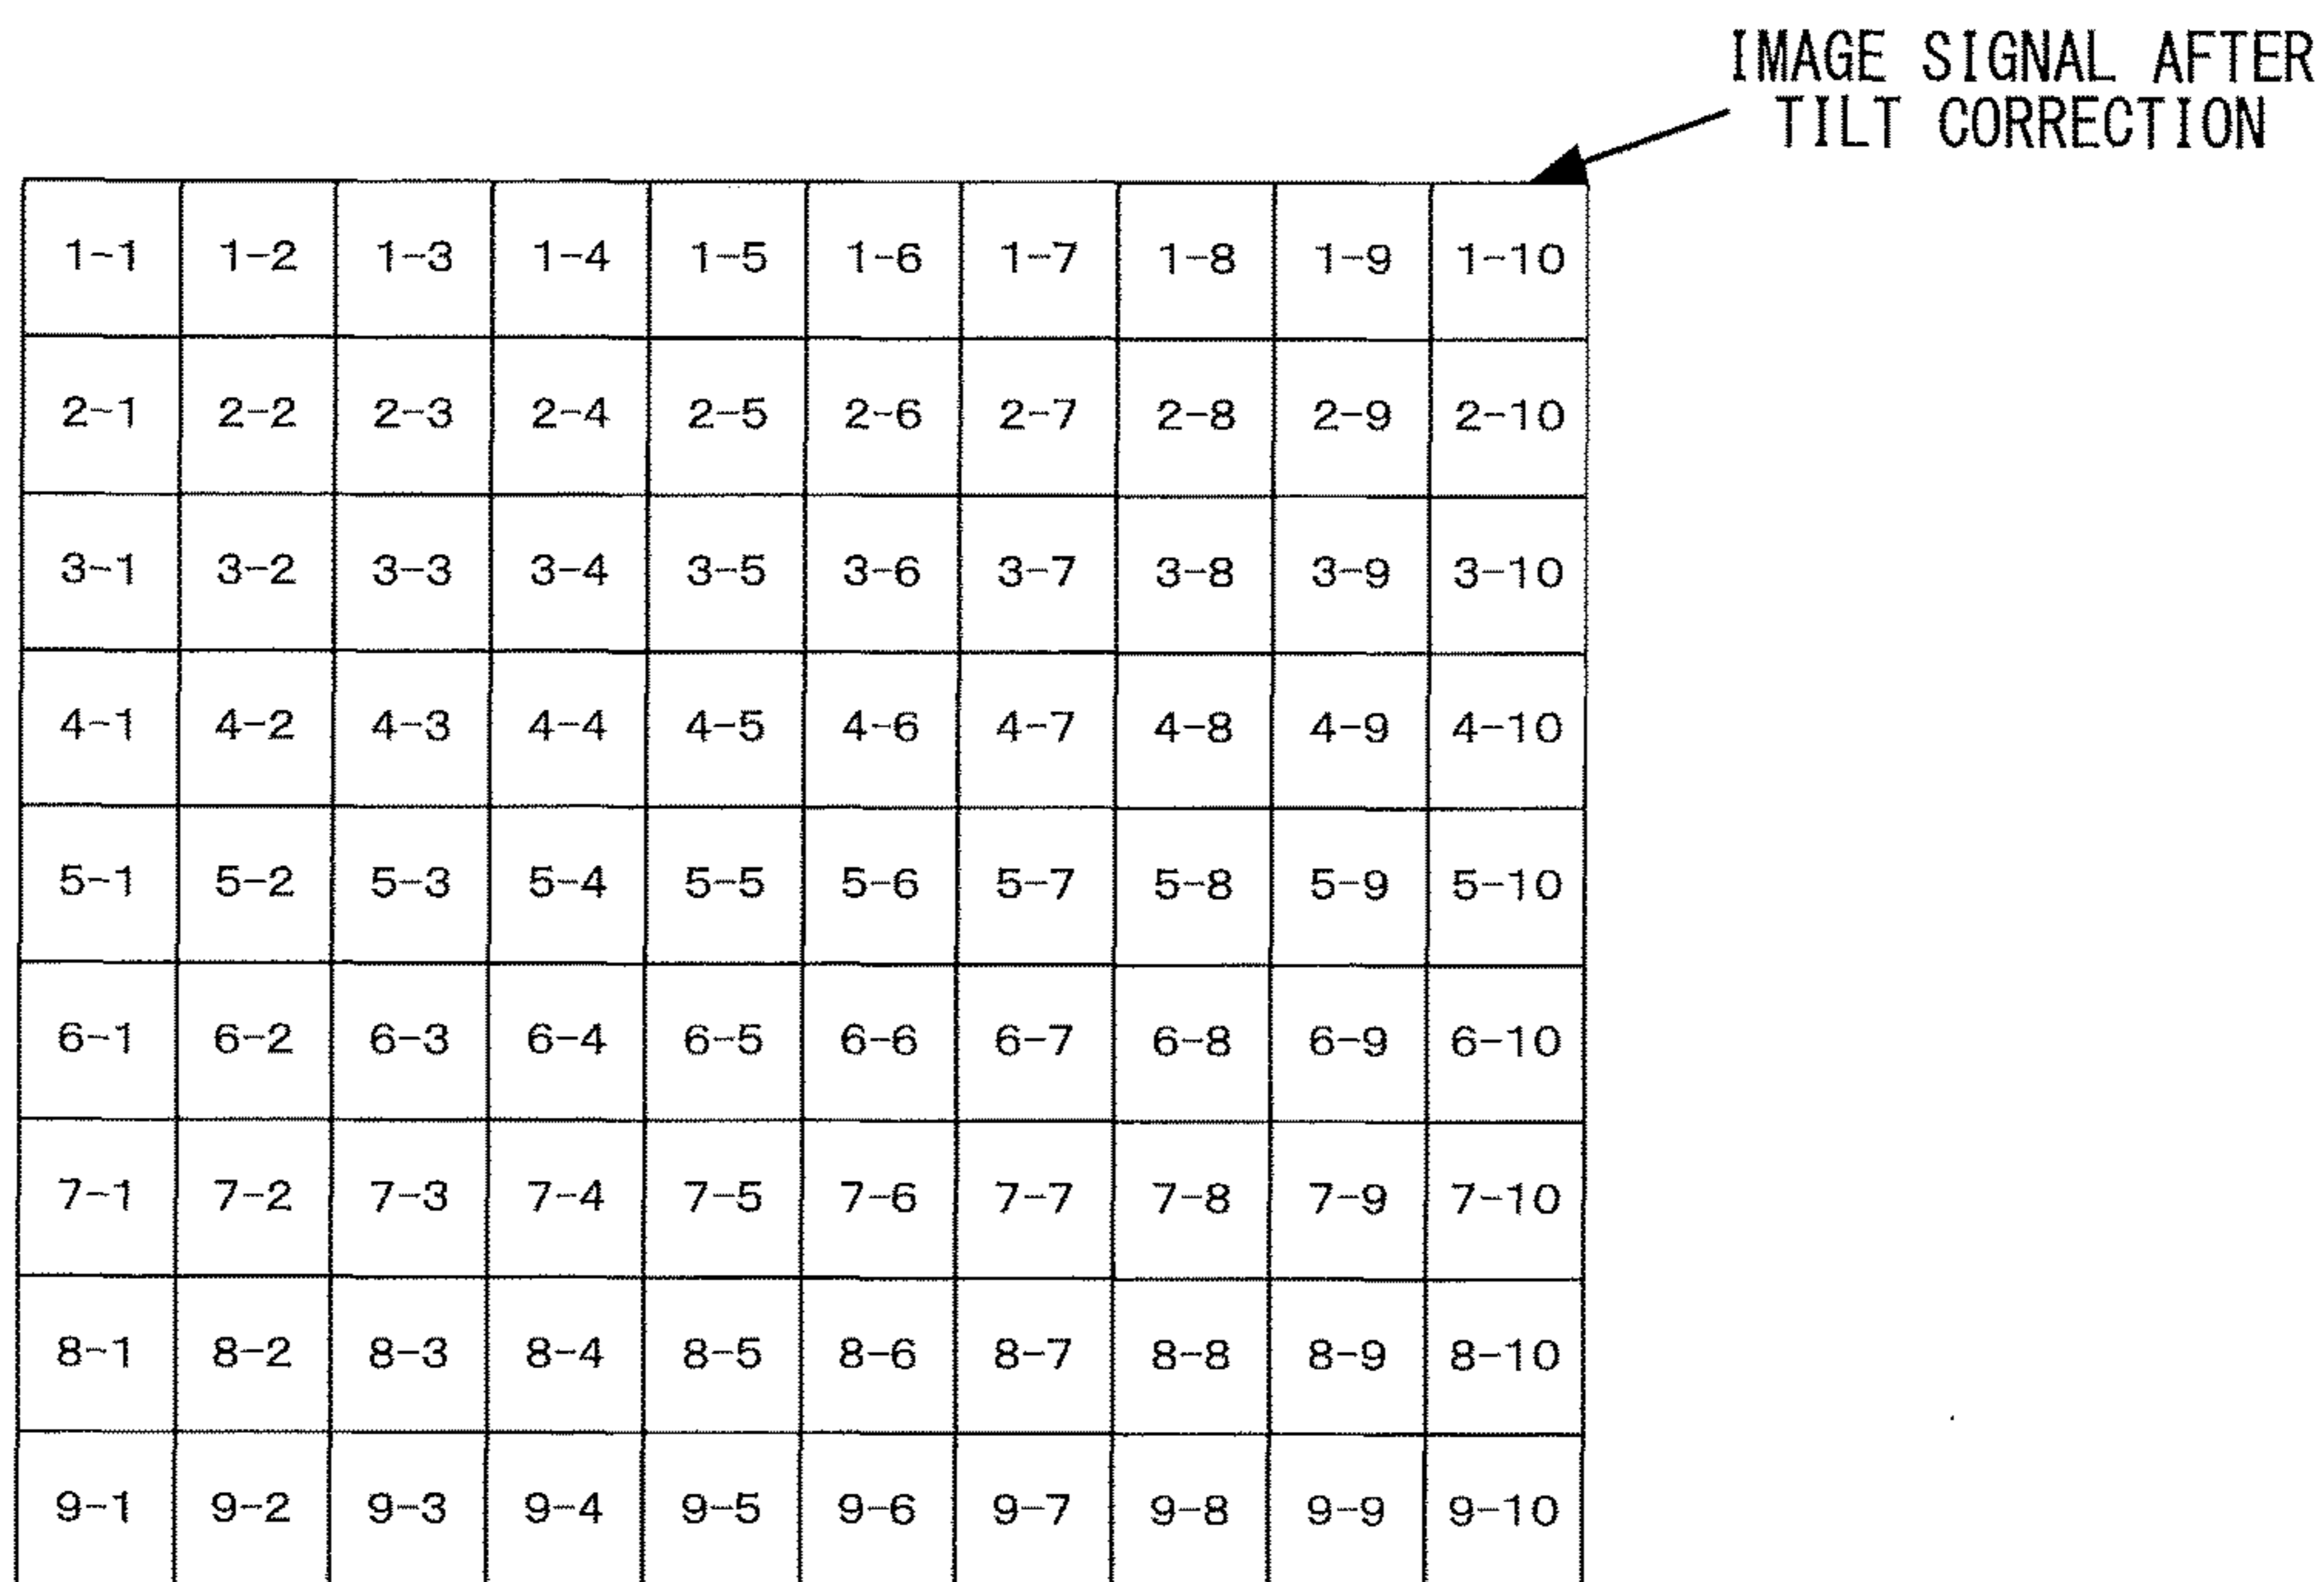 IMAGE SIGNAL AFTER
TILT CORRECTION
1-1 1-2 1-3 1-4 1-5 1-6 1-7 1-8 1-9 1-10
2-1 2-2 2-3 2-4 2-5 2-6 2-7 2-8 2-9 2-10
3-1 3-2 3-3 3-4 3-5 3-6 3-7 3-8 3-9 3-10
4-1 4-2 4-3 4-4 4-5 4-6 4-7 4-8 4-9 4-10
5-1 5-2 5-3 5-4 5-5 5-6 5-7 5-8 5-9 5-10
6-1 6-2 6-3 6-4 6-5 6-6 6-7 6-8 6-9 6-10
7-1 7-2 7-3 7-4 7-5 7-6 7-7 7-8 7-9 7-10
8-1 8-2 8-3 8-4 8-5 8-6 8-7 8-8 8-9 8-10
9-1 9-2 9-3 9-4 9-5 9-6 9-7 9-8 9-9 9-10